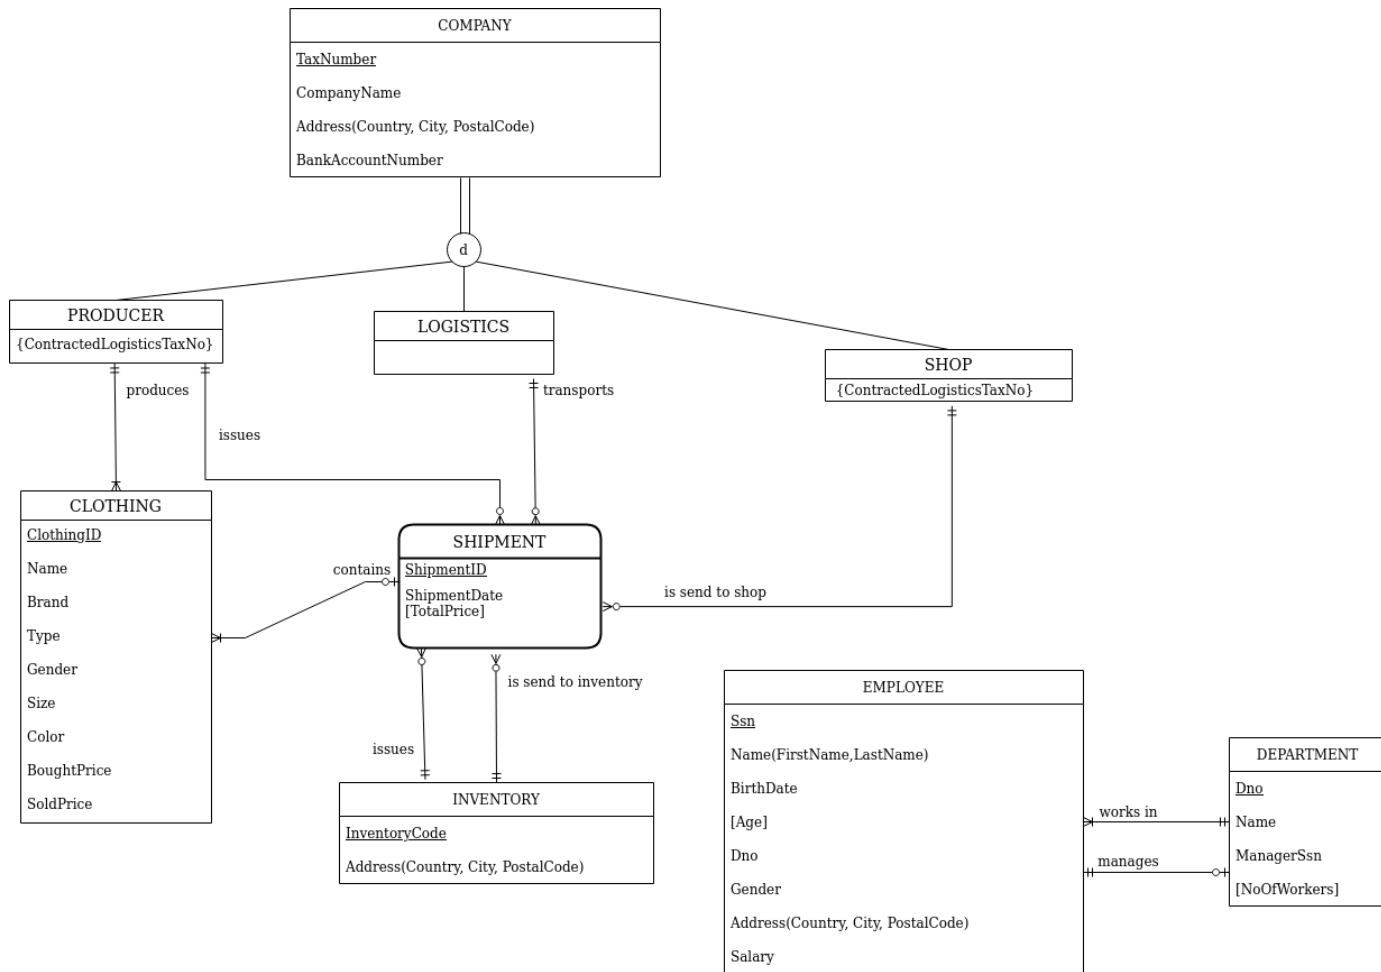 COMPANY
TaxNumber
CompanyName
Address(Country, City, PostalCode)
BankAccountNumber
d
PRODUCER
{ContractedLogisticsTaxNo}
LOGISTICS
SHOP
{ContractedLogisticsTaxNo}
produces
transports
issues
CLOTHING
ClothingID
Name
Brand
Type
Gender
Size
Color
BoughtPrice
SoldPrice
contains
SHIPMENT
ShipmentID
ShipmentDate
[TotalPrice]
is send to shop
is send to inventory
issues
INVENTORY
InventoryCode
Address(Country, City, PostalCode)
EMPLOYEE
Ssn
Name(FirstName,LastName)
BirthDate
[Age]
Dno
Gender
Address(Country, City, PostalCode)
Salary
works in
manages
DEPARTMENT
Dno
Name
ManagerSsn
[NoOfWorkers]